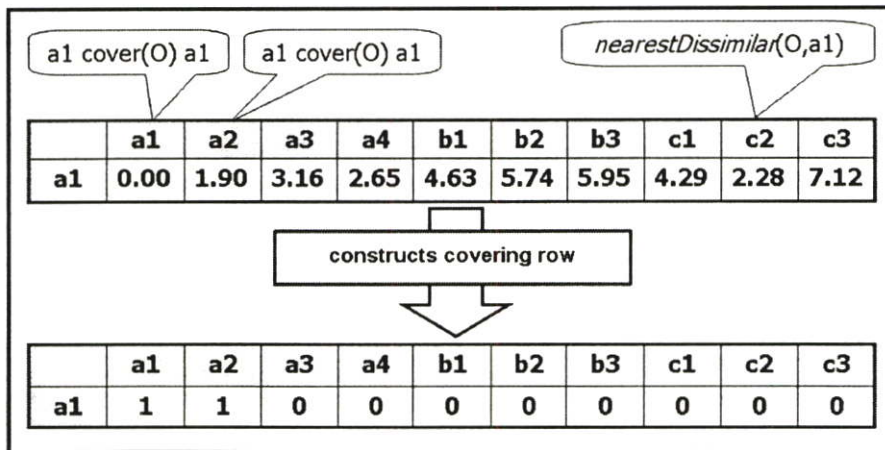 a1 cover(O) a1
a1 cover(O) a1
nearestDissimilar(O,a1)
a1 a2 a3 a4 b1 b2 b3 c1 c2 c3
a1 0.00 1.90 3.16 2.65 4.63 5.74 5.95 4.29 2.28 7.12
constructs covering row
a1 a2 a3 a4 b1 b2 b3 c1 c2 c3
a1 1 1 0 0 0 0 0 0 0 0